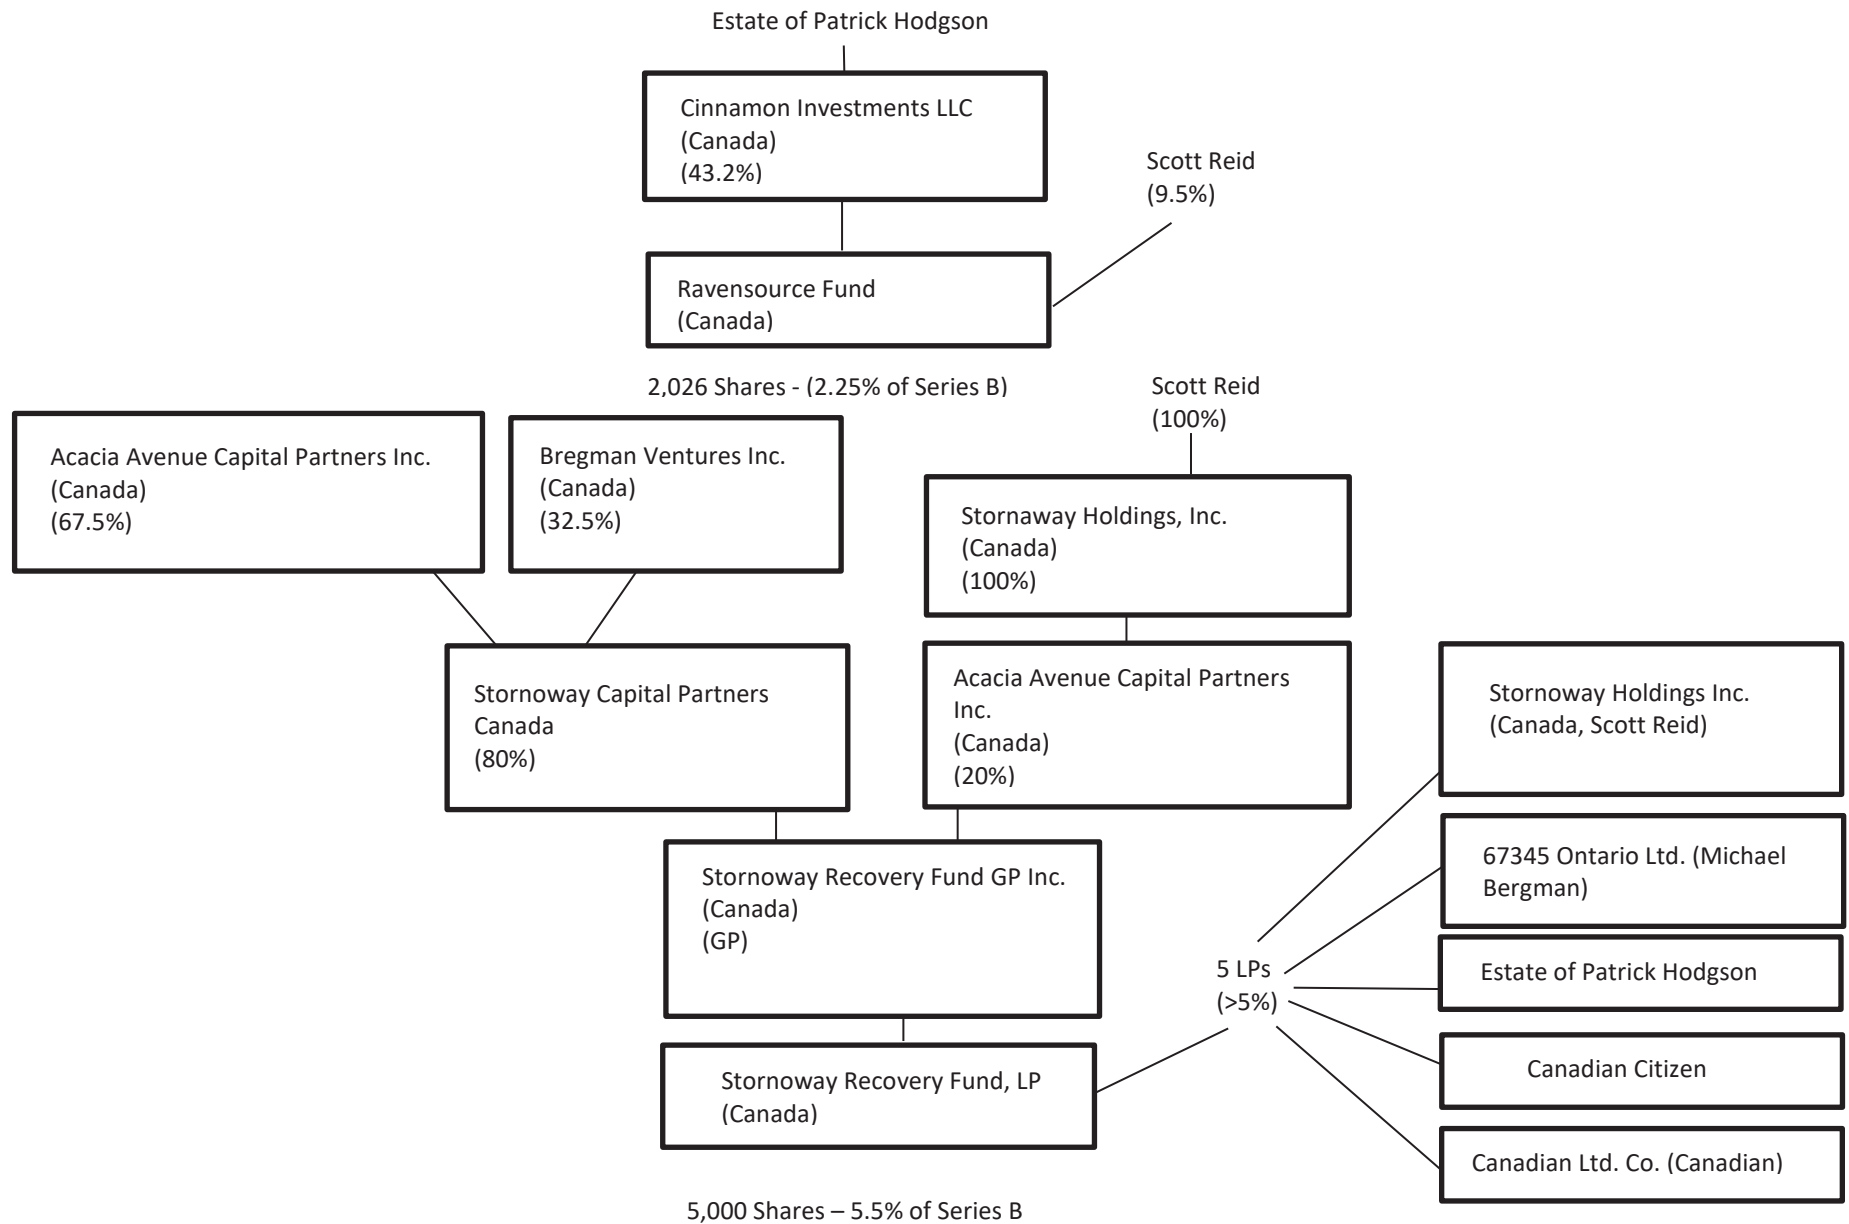 Estate of Patrick Hodgson
Cinnamon Investments LLC
(Canada)
(43.2%)
Scott Reid
(9.5%)
Ravensource Fund
(Canada)
2,026 Shares - (2.25% of Series B)
Scott Reid
(100%)
Acacia Avenue Capital Partners Inc.
(Canada)
(67.5%)
Bregman Ventures Inc.
(Canada)
(32.5%)
Stornaway Holdings, Inc.
(Canada)
(100%)
Stornoway Capital Partners
Canada
(80%)
Acacia Avenue Capital Partners
Inc.
(Canada)
(20%)
Stornoway Holdings Inc.
(Canada, Scott Reid)
67345 Ontario Ltd. (Michael
Bergman)
Stornoway Recovery Fund GP Inc.
(Canada)
(GP)
5 LPs
(>5%)
Estate of Patrick Hodgson
Canadian Citizen
Stornoway Recovery Fund, LP
(Canada)
Canadian Ltd. Co. (Canadian)
5,000 Shares – 5.5% of Series B